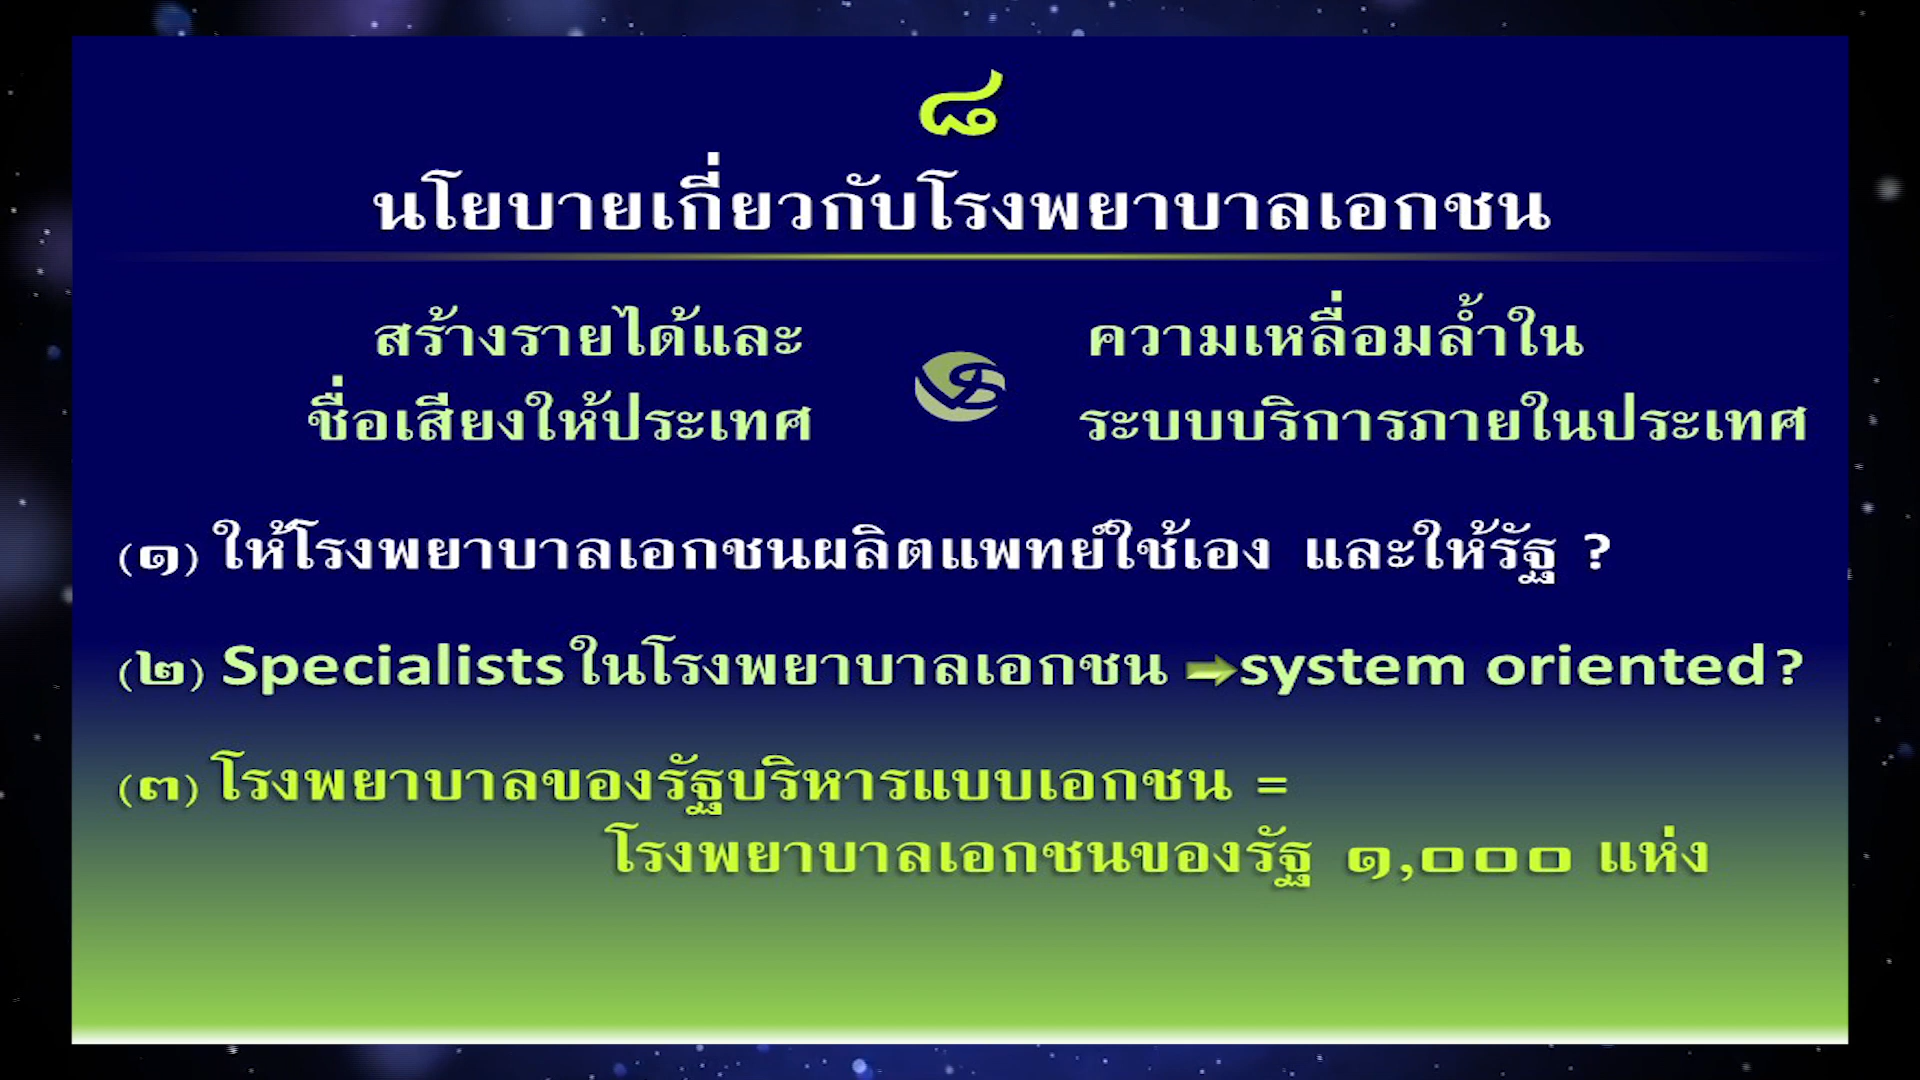 ๘
นโยบายเกี่ยวกับโรงพยาบาลเอกชน
สร้างรายได้และ
ชื่อเสียงให้ประเทศ
VS
ความเหลื่อมล้ำใน
ระบบบริการภายในประเทศ
(๑) ให้โรงพยาบาลเอกชนผลิตแพทย์ใช้เอง และให้รัฐ ?
(๒) Specialists ในโรงพยาบาลเอกชน ➡ system oriented ?
(๓) โรงพยาบาลของรัฐบริหารแบบเอกชน =
โรงพยาบาลเอกชนของรัฐ ๑,๐๐๐ แห่ง